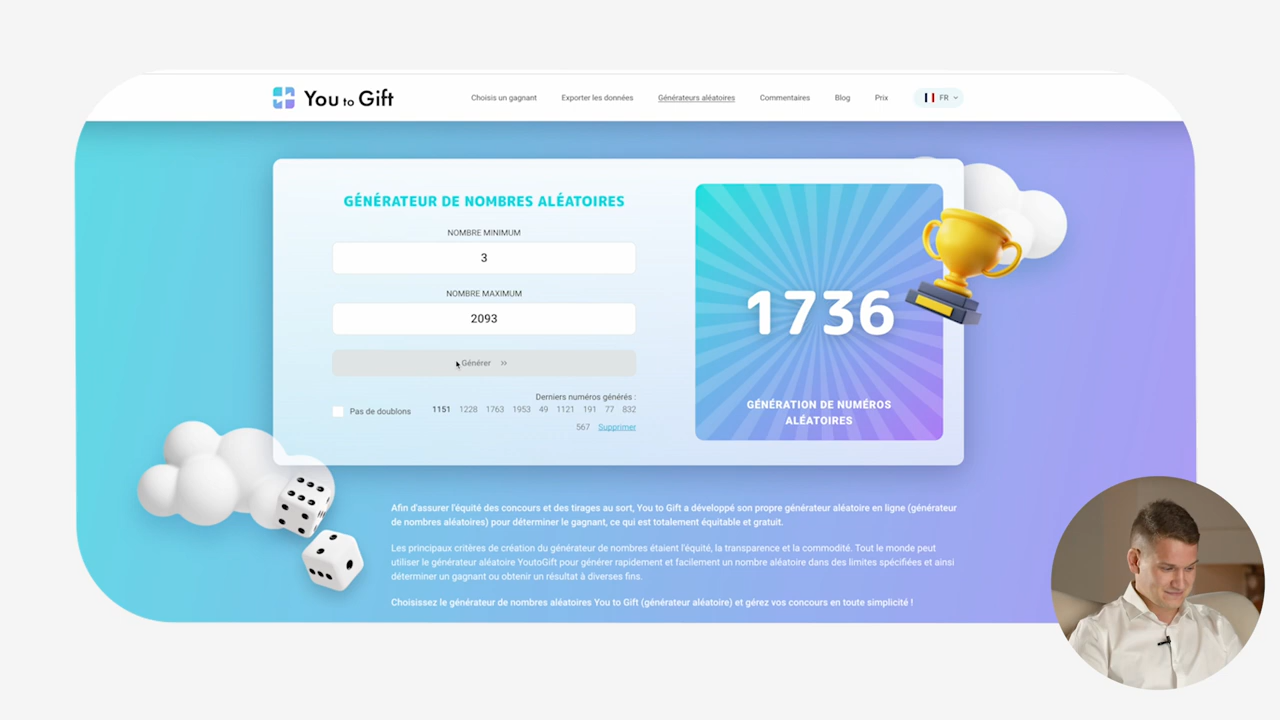 You to Gift
Choisis un gagnant
Exporter les données
Générateurs aléatoires
Commentaires
Blog
Prix
FR
GÉNÉRATEUR DE NOMBRES ALÉATOIRES
NOMBRE MINIMUM
3
NOMBRE MAXIMUM
2093
Générer
Pas de doublons
Derniers numéros générés :
1151 1228 1763 1953 49 1121 191 77 832
567 Supprimer
1736
GÉNÉRATION DE NUMÉROS
ALÉATOIRES
Afin d'assurer l'équité des concours et des tirages au sort, You to Gift a développé son propre générateur aléatoire en ligne (générateur
de nombres aléatoires) pour déterminer le gagnant, ce qui est totalement équitable et gratuit.
Les principaux critères de création du générateur de nombres étaient l'équité, la transparence et la commodité. Tout le monde peut
utiliser le générateur aléatoire YoutoGift pour générer rapidement et facilement un nombre aléatoire dans des limites spécifiées et ainsi
déterminer un gagnant ou obtenir un résultat à diverses fins.
Choisissez le générateur de nombres aléatoires You to Gift (générateur aléatoire) et gérez vos concours en toute simplicité !